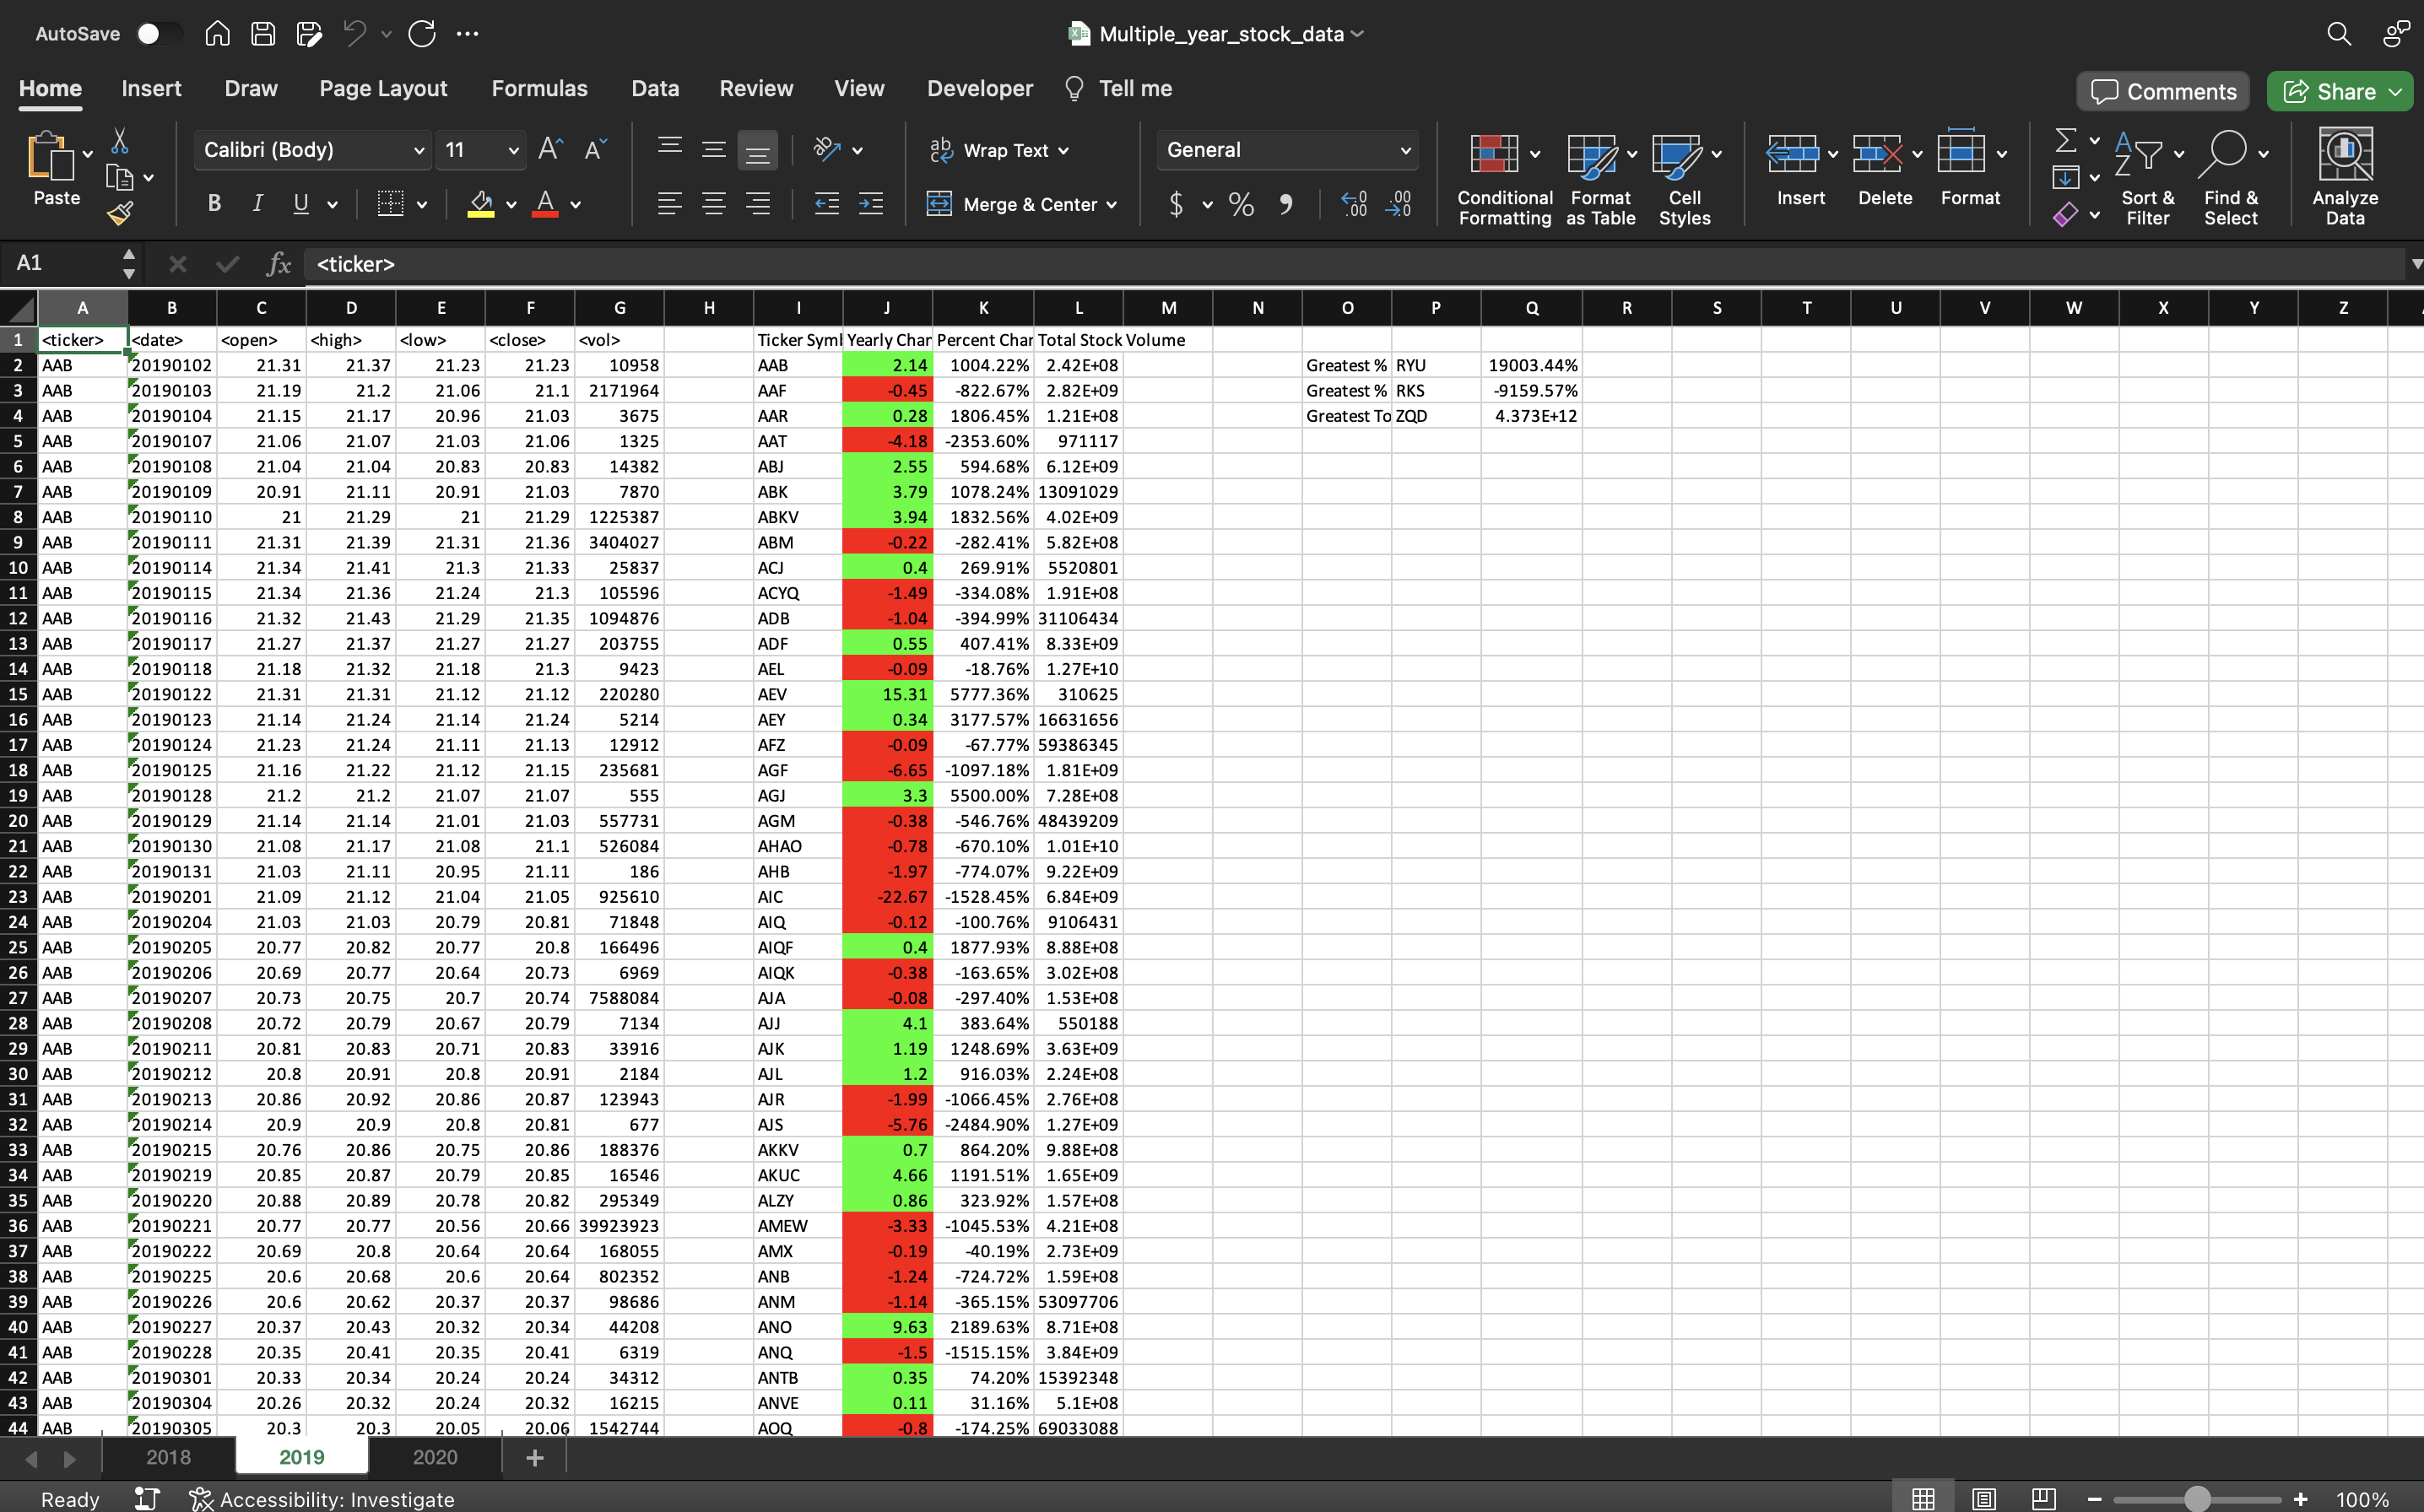 AutoSave Multiple_year_stock_data
Home Insert Draw Page Layout Formulas Data Review View Developer Tell me Comments Share
Paste Calibri (Body) 11 Wrap Text General
B I U Merge & Center $ % Conditional Formatting Format as Table Cell Styles Insert Delete Format Sort & Filter Find & Select Analyze Data
A1 fx <ticker>
A B C D E F G H I J K L M N O P Q R S T U V W X Y Z
1 <ticker> <date> <open> <high> <low> <close> <vol> Ticker Syml Yearly Char Percent Char Total Stock Volume
2 AAB 20190102 21.31 21.37 21.23 21.23 10958 AAB 2.14 1004.22% 2.42E+08 Greatest % RYU 19003.44%
3 AAB 20190103 21.19 21.2 21.06 21.1 2171964 AAF -0.45 -822.67% 2.82E+09 Greatest % RKS -9159.57%
4 AAB 20190104 21.15 21.17 20.96 21.03 3675 AAR 0.28 1806.45% 1.21E+08 Greatest To ZQD 4.373E+12
5 AAB 20190107 21.06 21.07 21.03 21.06 1325 AAT -4.18 -2353.60% 971117
6 AAB 20190108 21.04 21.04 20.83 20.83 14382 ABJ 2.55 594.68% 6.12E+09
7 AAB 20190109 20.91 21.11 20.91 21.03 7870 ABK 3.79 1078.24% 13091029
8 AAB 20190110 21 21.29 21 21.29 1225387 ABKV 3.94 1832.56% 4.02E+09
9 AAB 20190111 21.31 21.39 21.31 21.36 3404027 ABM -0.22 -282.41% 5.82E+08
10 AAB 20190114 21.34 21.41 21.3 21.33 25837 ACJ 0.4 269.91% 5520801
11 AAB 20190115 21.34 21.36 21.24 21.3 105596 ACYQ -1.49 -334.08% 1.91E+08
12 AAB 20190116 21.32 21.43 21.29 21.35 1094876 ADB -1.04 -394.99% 31106434
13 AAB 20190117 21.27 21.37 21.27 21.27 203755 ADF 0.55 407.41% 8.33E+09
14 AAB 20190118 21.18 21.32 21.18 21.3 9423 AEL -0.09 -18.76% 1.27E+10
15 AAB 20190122 21.31 21.31 21.12 21.12 220280 AEV 15.31 5777.36% 310625
16 AAB 20190123 21.14 21.24 21.14 21.24 5214 AEY 0.34 3177.57% 16631656
17 AAB 20190124 21.23 21.24 21.11 21.13 12912 AFZ -0.09 -67.77% 59386345
18 AAB 20190125 21.16 21.22 21.12 21.15 235681 AGF -6.65 -1097.18% 1.81E+09
19 AAB 20190128 21.2 21.2 21.07 21.07 555 AGJ 3.3 5500.00% 7.28E+08
20 AAB 20190129 21.14 21.14 21.01 21.03 557731 AGM -0.38 -546.76% 48439209
21 AAB 20190130 21.08 21.17 21.08 21.1 526084 AHAO -0.78 -670.10% 1.01E+10
22 AAB 20190131 21.03 21.11 20.95 21.11 186 AHB -1.97 -774.07% 9.22E+09
23 AAB 20190201 21.09 21.12 21.04 21.05 925610 AIC -22.67 -1528.45% 6.84E+09
24 AAB 20190204 21.03 21.03 20.79 20.81 71848 AIQ -0.12 -100.76% 9106431
25 AAB 20190205 20.77 20.82 20.77 20.8 166496 AIQF 0.4 1877.93% 8.88E+08
26 AAB 20190206 20.69 20.77 20.64 20.73 6969 AIQK -0.38 -163.65% 3.02E+08
27 AAB 20190207 20.73 20.75 20.7 20.74 7588084 AJA -0.08 -297.40% 1.53E+08
28 AAB 20190208 20.72 20.79 20.67 20.79 7134 AJJ 4.1 383.64% 550188
29 AAB 20190211 20.81 20.83 20.71 20.83 33916 AJK 1.19 1248.69% 3.63E+09
30 AAB 20190212 20.8 20.91 20.8 20.91 2184 AJL 1.2 916.03% 2.24E+08
31 AAB 20190213 20.86 20.92 20.86 20.87 123943 AJR -1.99 -1066.45% 2.76E+08
32 AAB 20190214 20.9 20.9 20.8 20.81 677 AJS -5.76 -2484.90% 1.27E+09
33 AAB 20190215 20.76 20.86 20.75 20.86 188376 AKKV 0.7 864.20% 9.88E+08
34 AAB 20190219 20.85 20.87 20.79 20.85 16546 AKUC 4.66 1191.51% 1.65E+09
35 AAB 20190220 20.88 20.89 20.78 20.82 295349 ALZY 0.86 323.92% 1.57E+08
36 AAB 20190221 20.77 20.77 20.56 20.66 39923923 AMEW -3.33 -1045.53% 4.21E+08
37 AAB 20190222 20.69 20.8 20.64 20.64 168055 AMX -0.19 -40.19% 2.73E+09
38 AAB 20190225 20.6 20.68 20.6 20.64 802352 ANB -1.24 -724.72% 1.59E+08
39 AAB 20190226 20.6 20.62 20.37 20.37 98686 ANM -1.14 -365.15% 53097706
40 AAB 20190227 20.37 20.43 20.32 20.34 44208 ANO 9.63 2189.63% 8.71E+08
41 AAB 20190228 20.35 20.41 20.35 20.41 6319 ANQ -1.5 -1515.15% 3.84E+09
42 AAB 20190301 20.33 20.34 20.24 20.24 34312 ANTB 0.35 74.20% 15392348
43 AAB 20190304 20.26 20.32 20.24 20.32 16215 ANVE 0.11 31.16% 5.1E+08
44 AAB 20190305 20.3 20.3 20.05 20.06 1542744 AOQ -0.8 -174.25% 69033088
2018 2019 2020 +
Ready Accessibility: Investigate 100%